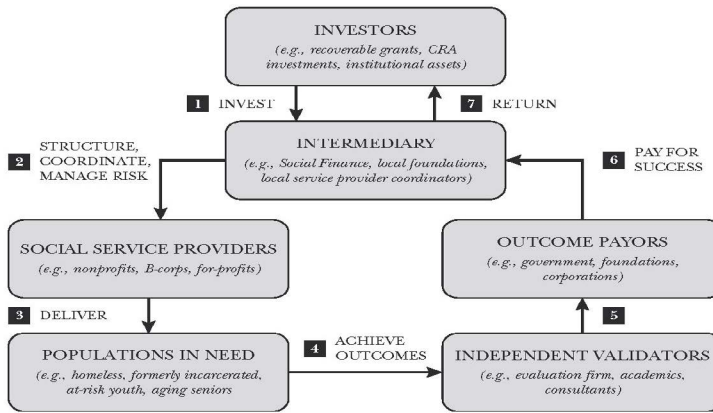 INVESTORS
(e.g., recoverable grants, CRA
investments, institutional assets)
1 INVEST
7 RETURN
2 STRUCTURE,
COORDINATE,
MANAGE RISK
INTERMEDIARY
(e.g., Social Finance, local foundations,
local service provider coordinators)
6 PAY FOR
SUCCESS
SOCIAL SERVICE PROVIDERS
(e.g., nonprofits, B-corps, for-profits)
OUTCOME PAYORS
(e.g., government, foundations,
corporations)
3 DELIVER
4 ACHIEVE
OUTCOMES
5
POPULATIONS IN NEED
(e.g., homeless, formerly incarcerated,
at-risk youth, aging seniors
INDEPENDENT VALIDATORS
(e.g., evaluation firm, academics,
consultants)